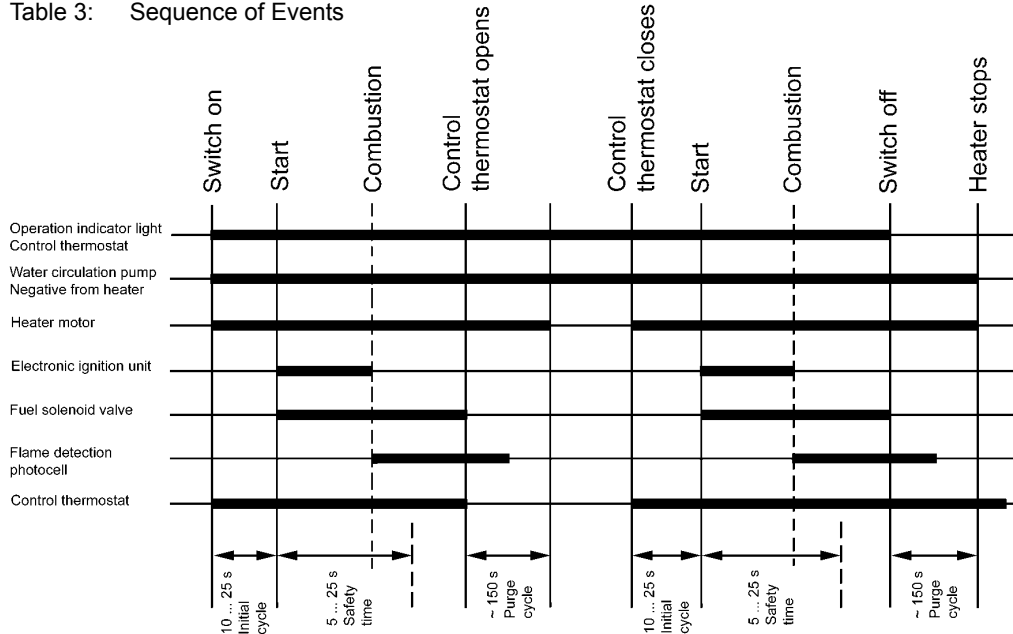 Table 3: Sequence of Events
Switch on
Start
Combustion
Control
thermostat opens
Control
thermostat closes
Start
Combustion
Switch off
Heater stops
Operation indicator light
Control thermostat
Water circulation pump
Negative from heater
Heater motor
Electronic ignition unit
Fuel solenoid valve
Flame detection
photocell
Control thermostat
10 ... 25 s
Initial
cycle
5 ... 25 s
Safety
time
~ 150 s
Purge
cycle
10 ... 25 s
Initial
cycle
5 ... 25 s
Safety
time
~ 150 s
Purge
cycle